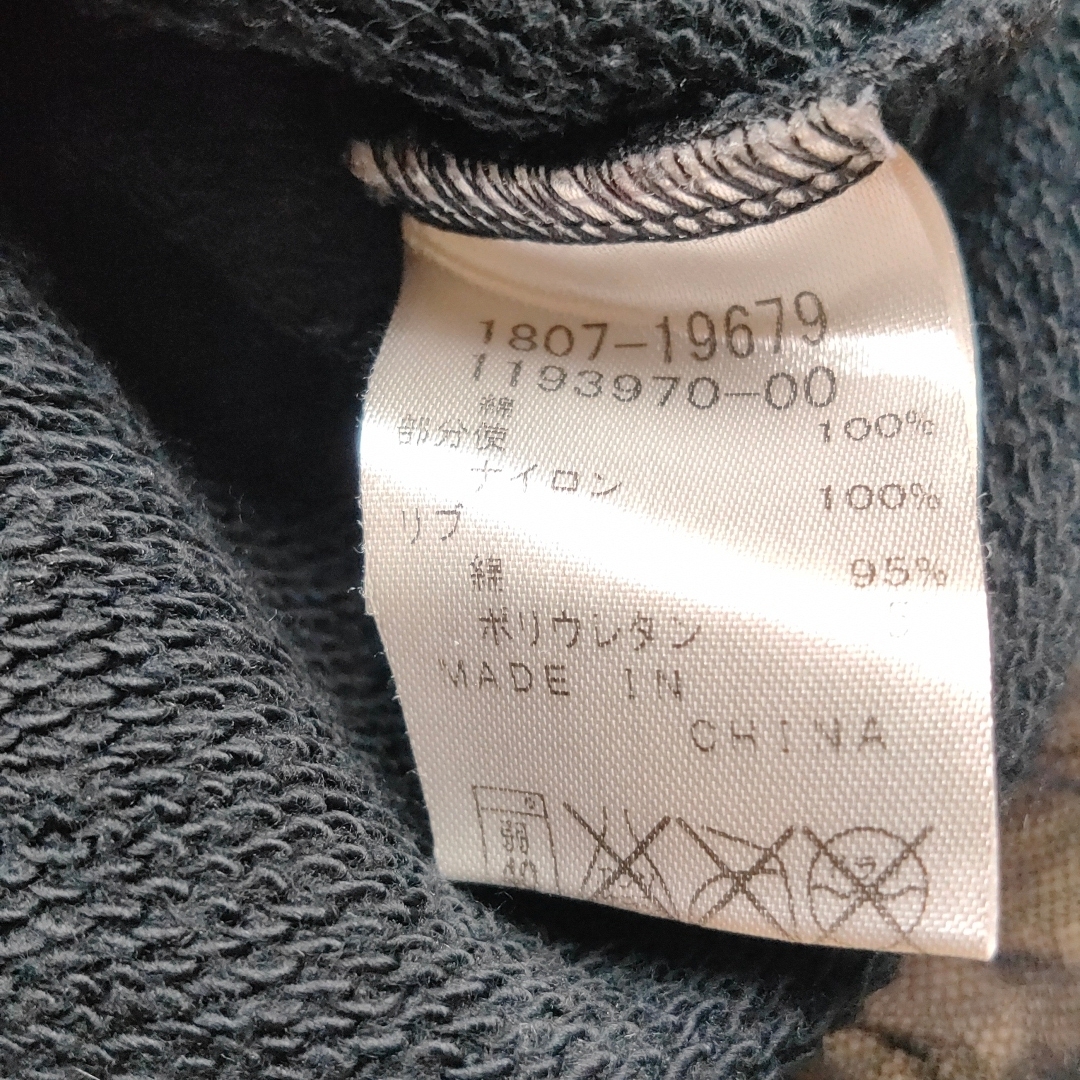 1807-19679
1193970-00
綿 100%
部分使
ナイロン 100%
リブ
綿 95%
ポリウレタン
MADE IN
CHINA
弱
40